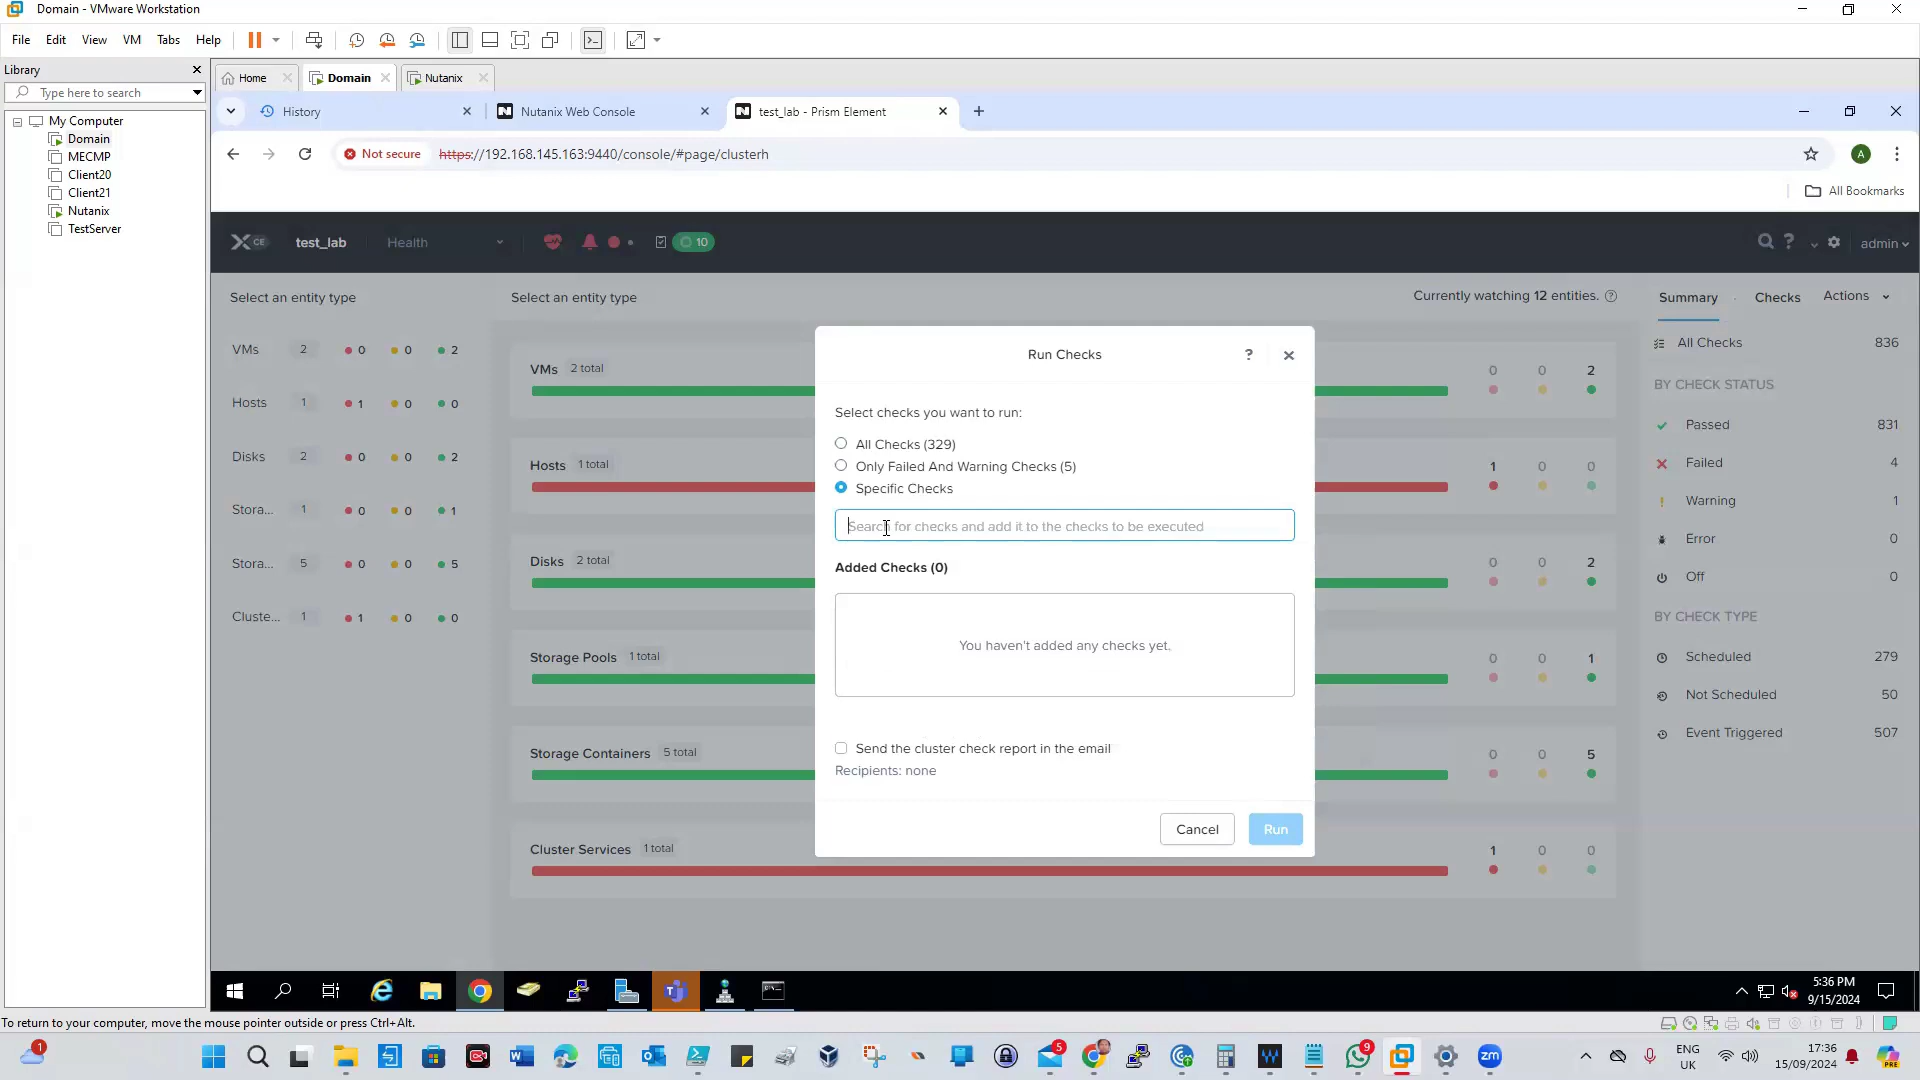 Domain - VMware Workstation
File Edit View VM Tabs Help
Library
Type here to search
My Computer
Domain
MECMP
Client20
Client21
Nutanix
TestServer
Home
Domain
Nutanix
History
Nutanix Web Console
test_lab - Prism Element
Not secure
https://192.168.145.163:9440/console/#page/clusterh
All Bookmarks
X CE
test_lab
Health
10
admin
Select an entity type
VMs 2 0 0 2
Hosts 1 1 0 0
Disks 2 0 0 2
Stora... 1 0 0 1
Stora... 5 0 0 5
Cluste... 1 1 0 0
Select an entity type
Currently watching 12 entities.
VMs 2 total 0 0 2
Hosts 1 total 1 0 0
Disks 2 total 0 0 2
Storage Pools 1 total 0 0 1
Storage Containers 5 total 0 0 5
Cluster Services 1 total 1 0 0
Run Checks
Select checks you want to run:
All Checks (329)
Only Failed And Warning Checks (5)
Specific Checks
Search for checks and add it to the checks to be executed
Added Checks (0)
You haven't added any checks yet.
Send the cluster check report in the email
Recipients: none
Cancel
Run
Summary Checks Actions
All Checks 836
BY CHECK STATUS
Passed 831
Failed 4
Warning 1
Error 0
Off 0
BY CHECK TYPE
Scheduled 279
Not Scheduled 50
Event Triggered 507
5:36 PM
9/15/2024
To return to your computer, move the mouse pointer outside or press Ctrl+Alt.
1
5
9
zm
ENG
UK
17:36
15/09/2024
PRE